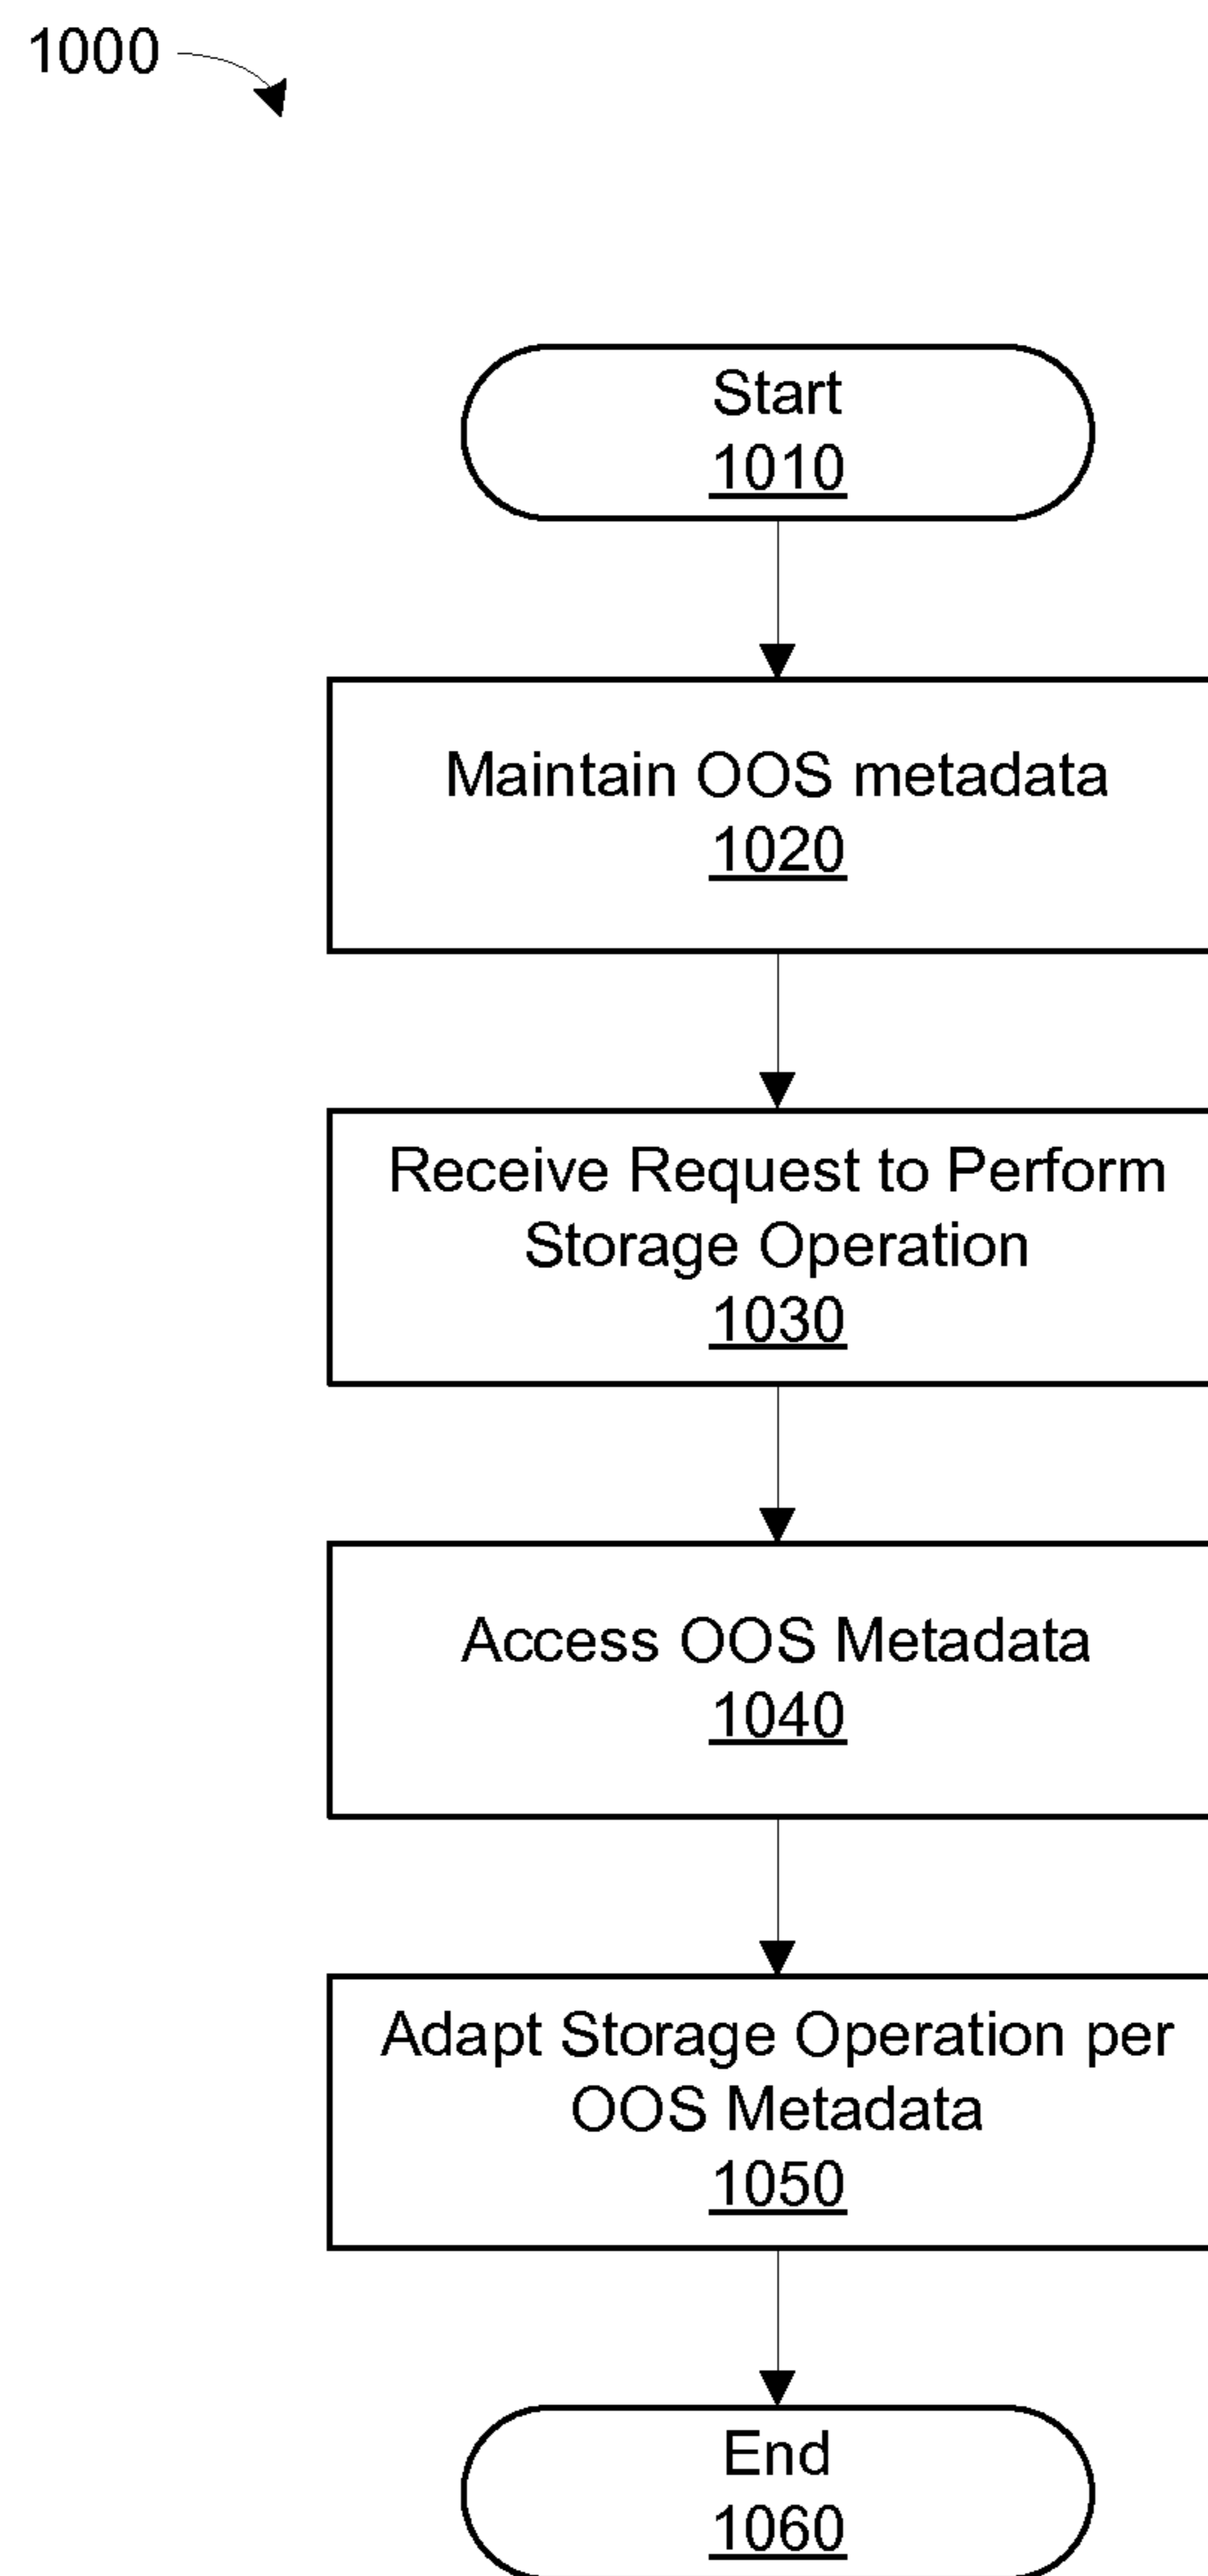 1000
Start
1010
Maintain OOS metadata
1020
Receive Request to Perform
Storage Operation
1030
Access OOS Metadata
1040
Adapt Storage Operation per
OOS Metadata
1050
End
1060